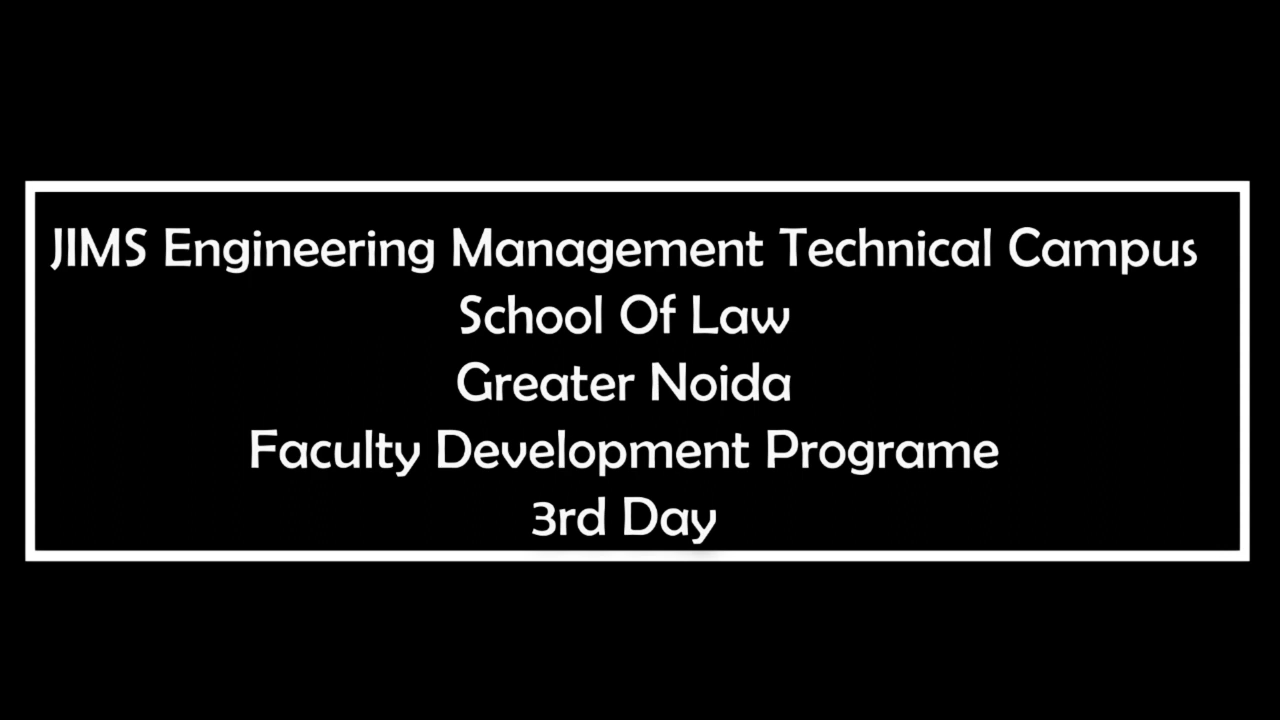 JIMS Engineering Management Technical Campus
School Of Law
Greater Noida
Faculty Development Programe
3rd Day